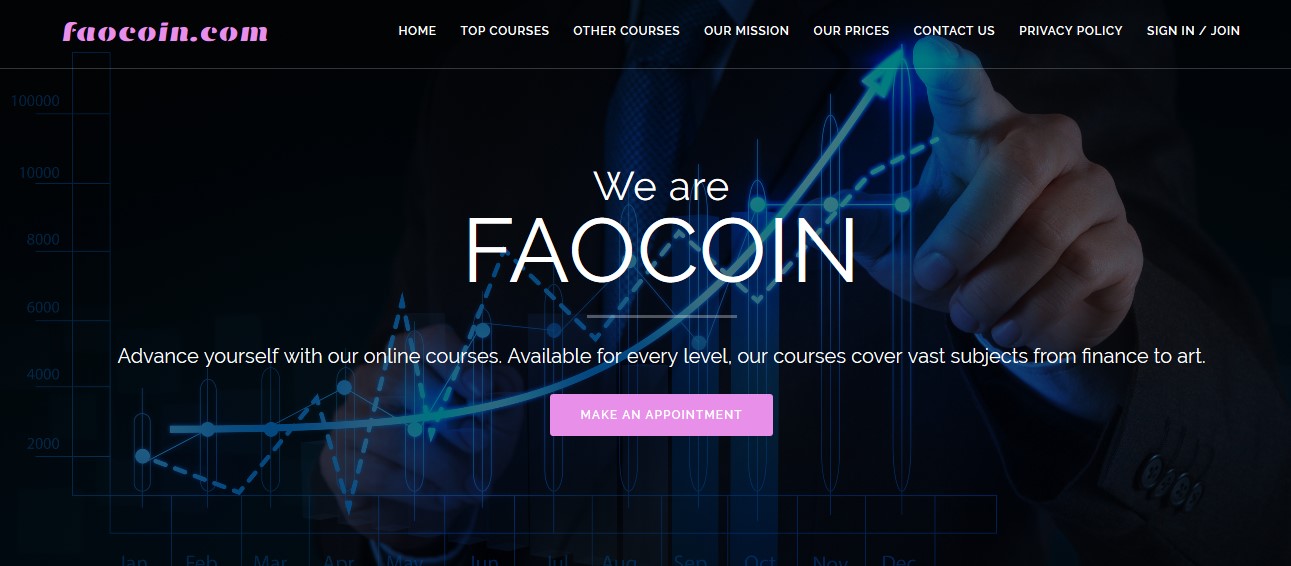 faocoin.com
HOME TOP COURSES OTHER COURSES OUR MISSION OUR PRICES CONTACT US PRIVACY POLICY SIGN IN / JOIN
100000
10000
8000
6000
4000
2000
We are
FAOCOIN
Advance yourself with our online courses. Available for every level, our courses cover vast subjects from finance to art.
MAKE AN APPOINTMENT
Jan Feb Mar Apr May Jun Jul Aug Sep Oct Nov Dec